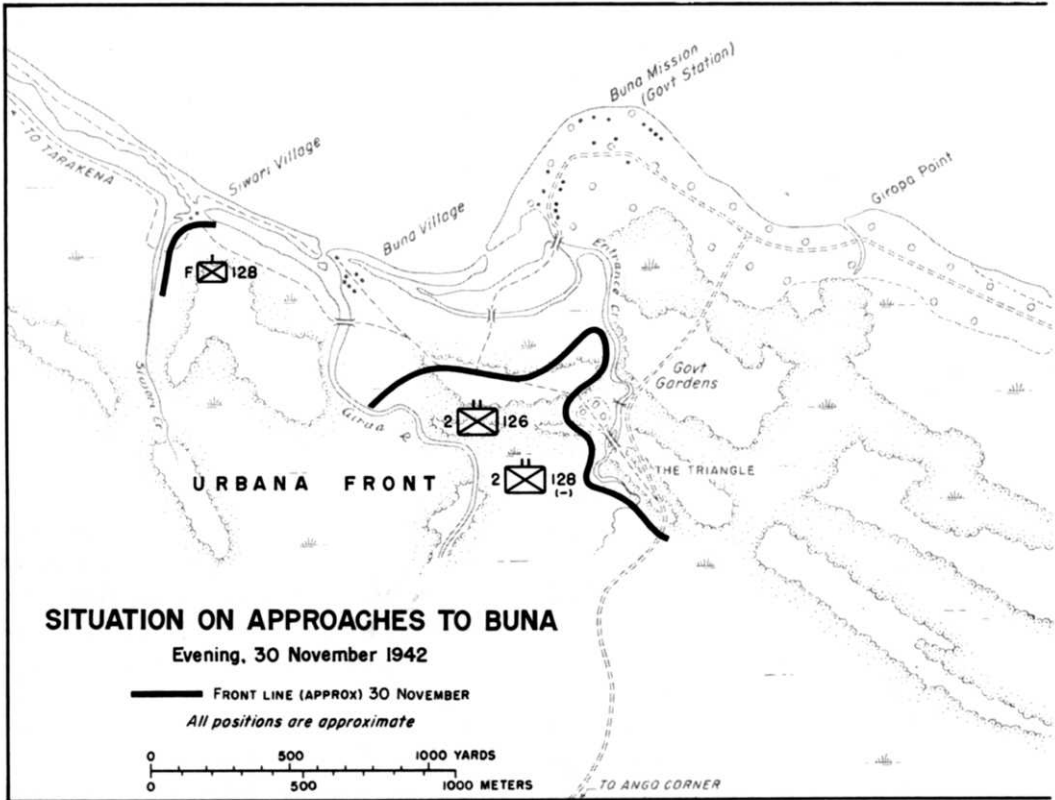 Buna Mission
(Govt Station)
TO TARAKENA
Siwori Village
Giropa Point
Buna Village
Entrance Cr
F 128
Govt
Gardens
Siwori Cr
Girua R
2 126
THE TRIANGLE
2 128
(-)
URBANA FRONT
SITUATION ON APPROACHES TO BUNA
Evening, 30 November 1942
FRONT LINE (APPROX) 30 NOVEMBER
All positions are approximate
0 500 1000 YARDS
0 500 1000 METERS
TO ANGO CORNER